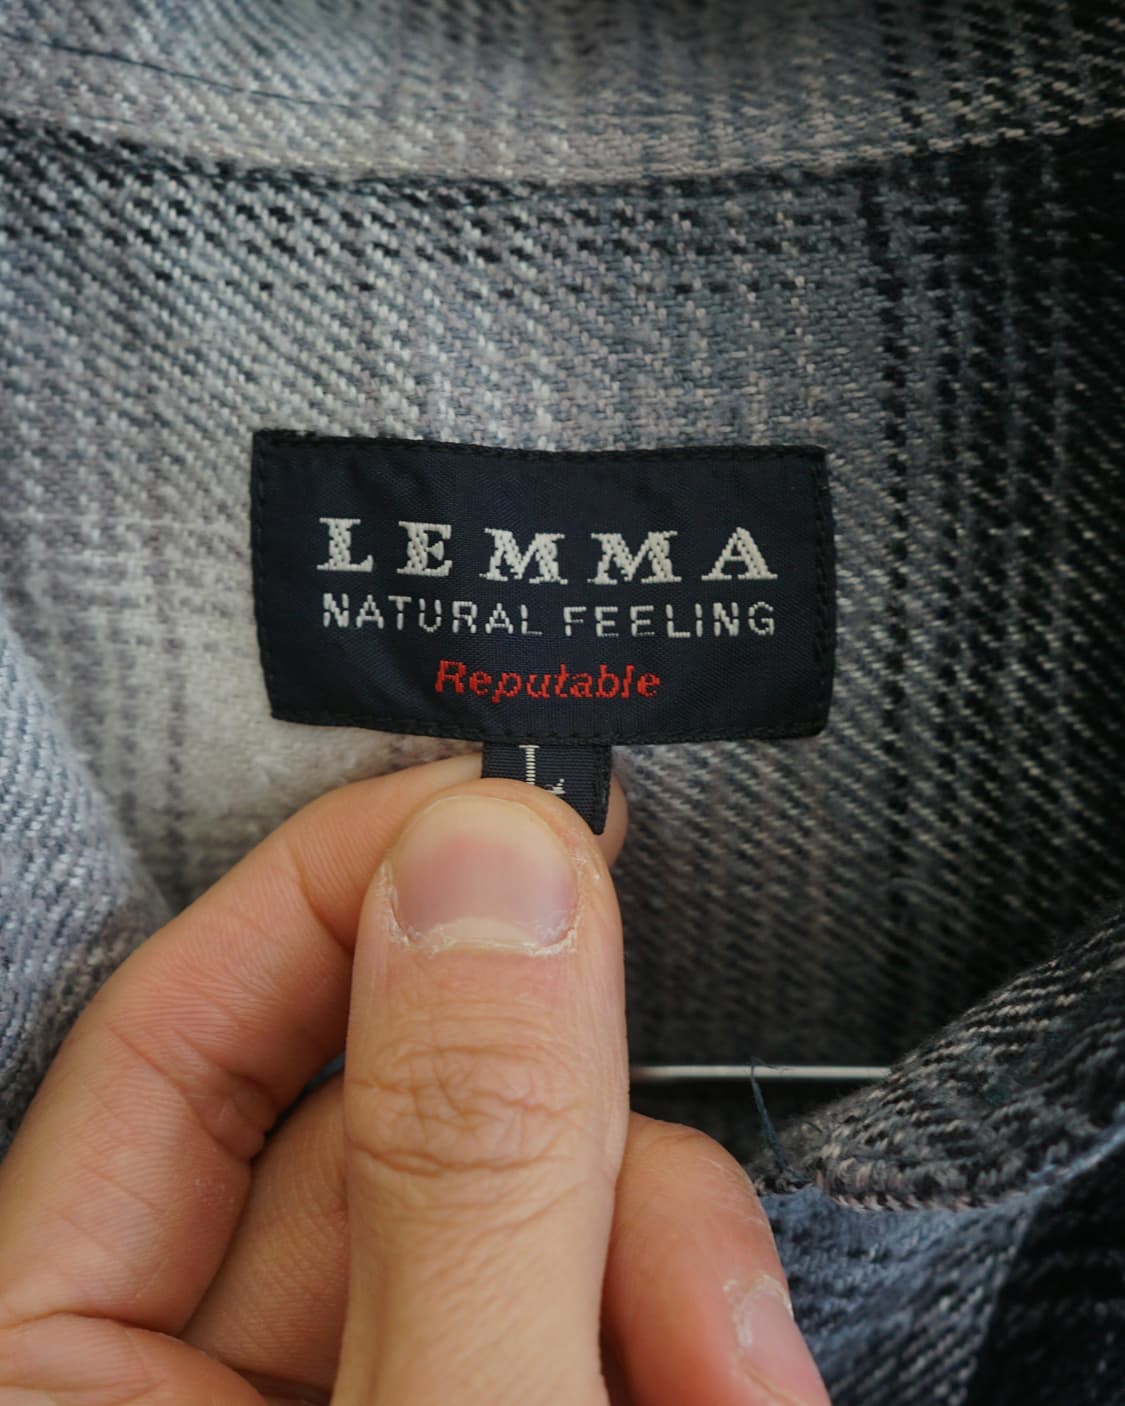 LEMMA
NATURAL FEELING
Reputable
L